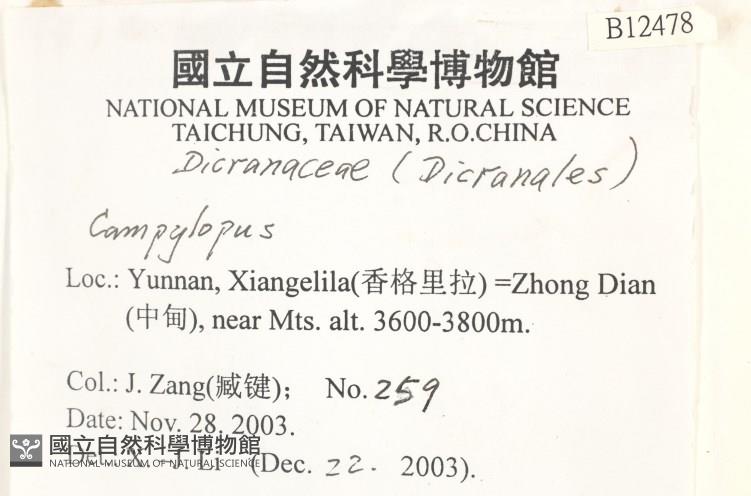 B12478
國立自然科學博物館
NATIONAL MUSEUM OF NATURAL SCIENCE
TAICHUNG, TAIWAN, R.O.CHINA
Dicranaceae (Dicranales)
Campylopus
Loc.: Yunnan, Xiangelila(香格里拉) =Zhong Dian
(中甸), near Mts. alt. 3600-3800m.
Col.: J. Zang(臧键); No. 259
Date: Nov. 28. 2003.
國立自然科學博物館
NATIONAL MUSEUM OF NATURAL SCIENCE
(Dec. 22. 2003).